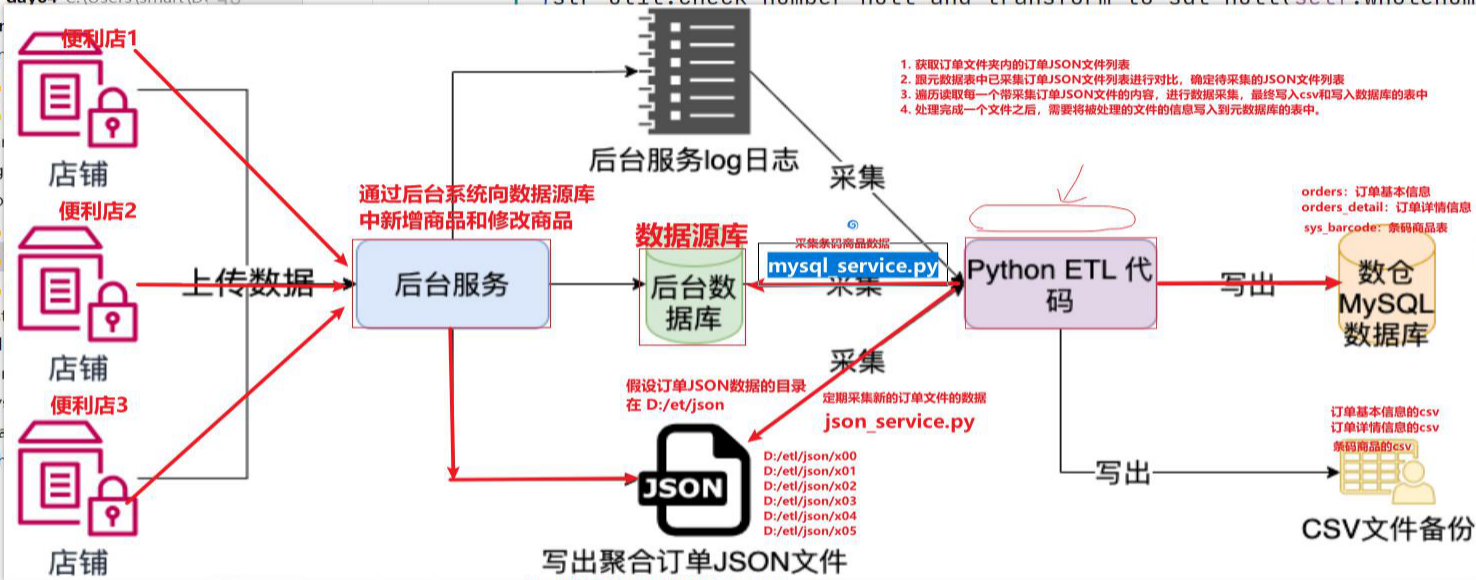 便利店1
店铺
便利店2
上传数据
店铺
便利店3
店铺
通过后台系统向数据源库
中新增商品和修改商品
后台服务
后台服务log日志
数据源库
后台数
据库
采集
采集条码商品数据
mysql_service.py
采集
采集
假设订单JSON数据的目录
在 D:/et/json
定期采集新的订单文件的数据
json_service.py
JSON
D:/etl/json/x00
D:/etl/json/x01
D:/etl/json/x02
D:/etl/json/x03
D:/etl/json/x04
D:/etl/json/x05
写出聚合订单JSON文件
1. 获取订单文件夹内的订单JSON文件列表
2. 跟元数据表中已采集订单JSON文件列表进行对比，确定待采集的JSON文件列表
3. 遍历读取每一个带采集订单JSON文件的内容，进行数据采集，最终写入csv和写入数据库的表中
4. 处理完成一个文件之后，需要将被处理的文件的信息写入到元数据库的表中。
Python ETL 代
码
写出
orders：订单基本信息
orders_detail：订单详情信息
sys_barcode：条码商品表
数仓
MySQL
数据库
写出
订单基本信息的csv
订单详情信息的csv
条码商品的csv
CSV文件备份